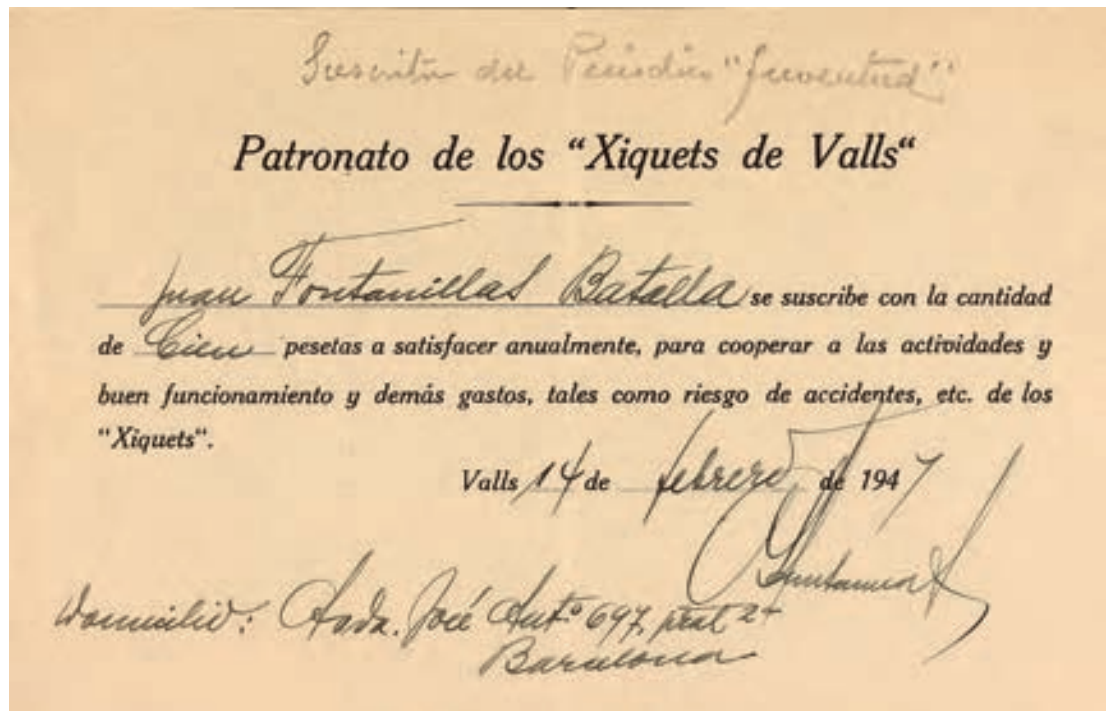 Suscritor del Periodico "Juventud"
Patronato de los “Xiquets de Valls“
Juan Fontanillas Batalla se suscribe con la cantidad
de Cien pesetas a satisfacer anualmente, para cooperar a las actividades y
buen funcionamiento y demás gastos, tales como riesgo de accidentes, etc. de los
“Xiquets“.
Valls 14 de febrero de 1947
Domicilio: Avda. José Antº 697, pral 2ª
Barcelona